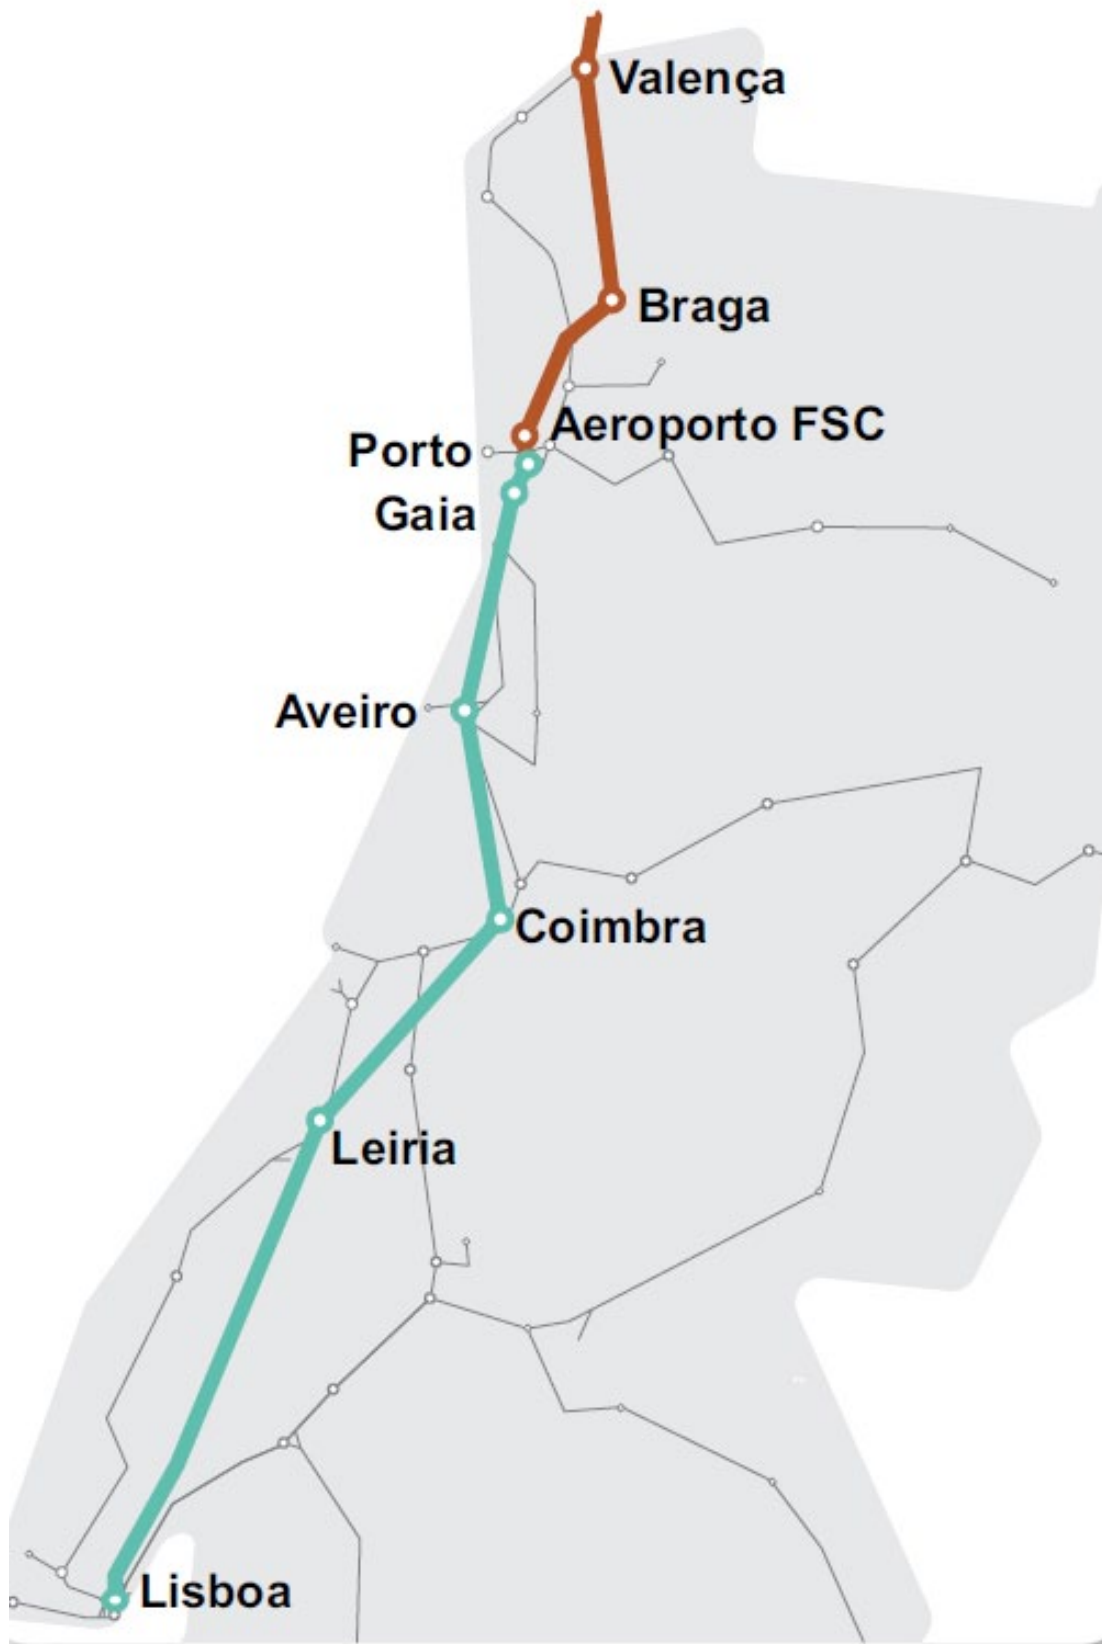 Valença
Braga
Aeroporto FSC
Porto
Gaia
Aveiro
Coimbra
Leiria
Lisboa